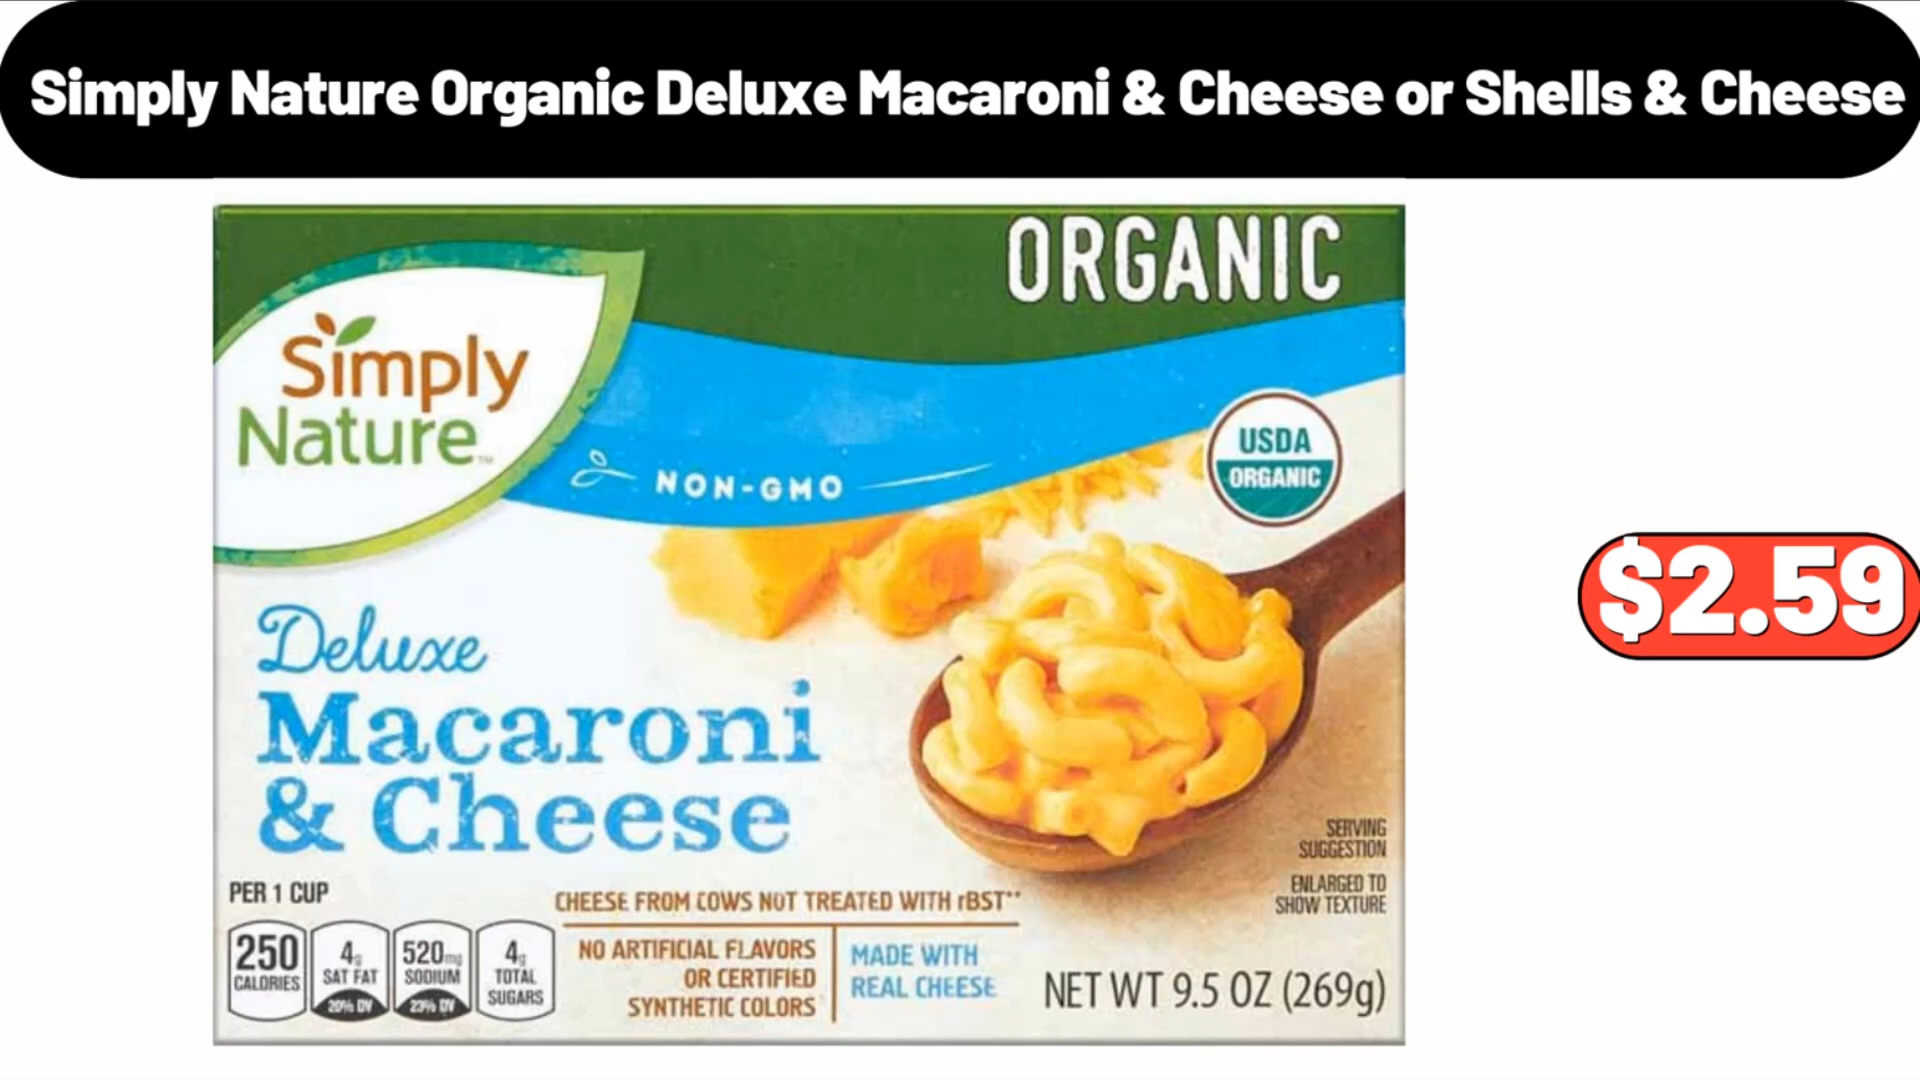 Simply Nature Organic Deluxe Macaroni & Cheese or Shells & Cheese
ORGANIC
Simply
Nature™
NON-GMO
USDA
ORGANIC
$2.59
Deluxe
Macaroni
& Cheese
SERVING
SUGGESTION
ENLARGED TO
SHOW TEXTURE
PER 1 CUP
250
CALORIES
4g
SAT FAT
20% DV
520mg
SODIUM
23% DV
4g
TOTAL
SUGARS
CHEESE FROM COWS NOT TREATED WITH rBST**
NO ARTIFICIAL FLAVORS
OR CERTIFIED
SYNTHETIC COLORS
MADE WITH
REAL CHEESE
NET WT 9.5 OZ (269g)